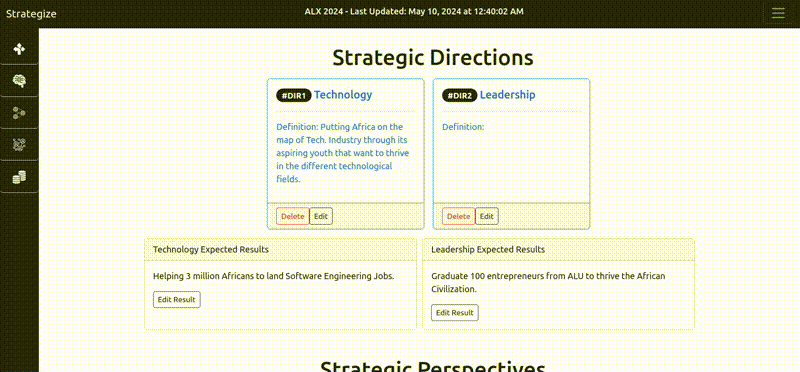 Strategize
ALX 2024 - Last Updated: May 10, 2024 at 12:40:02 AM
Strategic Directions
#DIR1 Technology
Definition: Putting Africa on the
map of Tech. Industry through its
aspiring youth that want to thrive
in the different technological
fields.
Delete Edit
#DIR2 Leadership
Definition:
Delete Edit
Technology Expected Results
Helping 3 million Africans to land Software Engineering Jobs.
Edit Result
Leadership Expected Results
Graduate 100 entrepreneurs from ALU to thrive the African
Civilization.
Edit Result
Strategic Perspectives